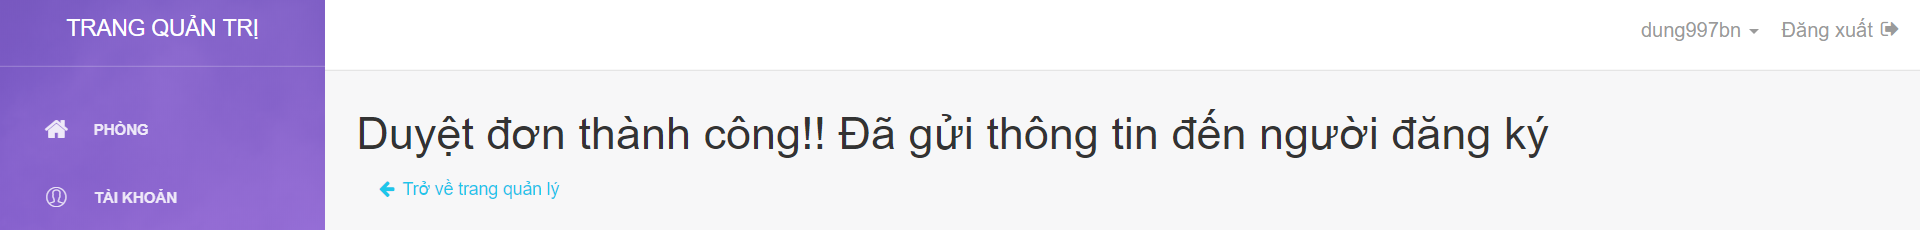 TRANG QUẢN TRỊ
dung997bn
Đăng xuất
PHÒNG
TÀI KHOẢN
Duyệt đơn thành công!! Đã gửi thông tin đến người đăng ký
Trở về trang quản lý